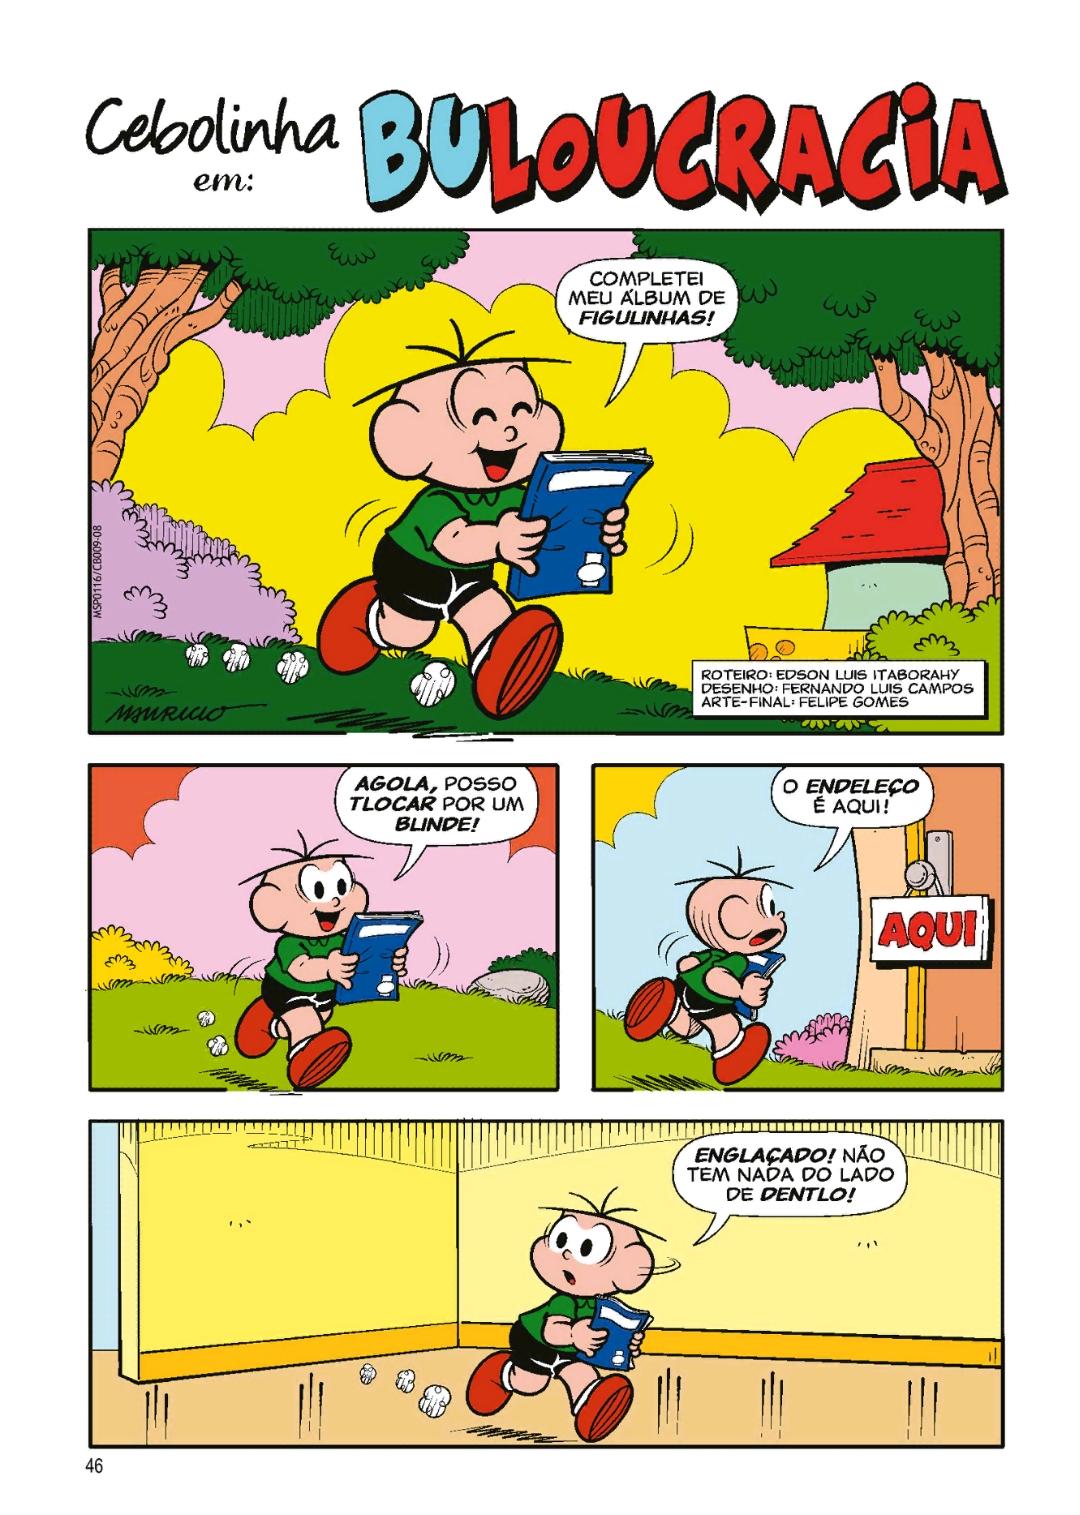 Cebolinha
em:
BULOUCRACIA
COMPLETEI
MEU ÁLBUM DE
FIGULINHAS!
MSP0116/CB009-08
MAURICIO
ROTEIRO: EDSON LUIS ITABORAHY
DESENHO: FERNANDO LUIS CAMPOS
ARTE-FINAL: FELIPE GOMES
AGOLA, POSSO
TLOCAR POR UM
BLINDE!
O ENDELEÇO
É AQUI!
AQUI
ENGLAÇADO! NÃO
TEM NADA DO LADO
DE DENTLO!
46